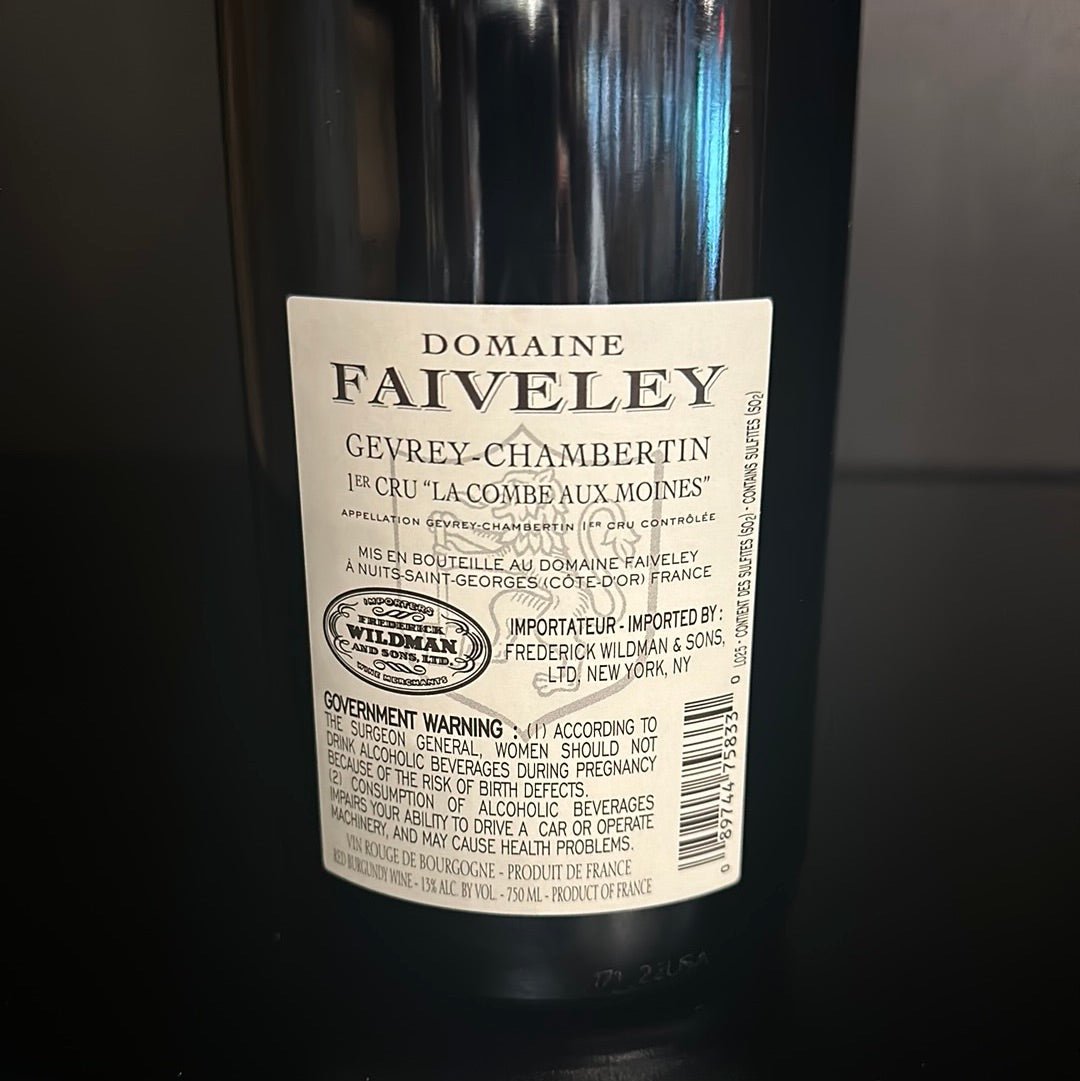 DOMAINE
FAIVELEY
GEVREY-CHAMBERTIN
1ER CRU "LA COMBE AUX MOINES"
APPELLATION GEVREY-CHAMBERTIN 1ER CRU CONTRÔLÉE
MIS EN BOUTEILLE AU DOMAINE FAIVELEY
À NUITS-SAINT-GEORGES (CÔTE-D'OR) FRANCE
IMPORTERS
FREDERICK
WILDMAN
AND SONS, LTD.
WINE MERCHANTS
IMPORTATEUR - IMPORTED BY :
FREDERICK WILDMAN & SONS,
LTD. NEW YORK, NY
GOVERNMENT WARNING : (1) ACCORDING TO
THE SURGEON GENERAL, WOMEN SHOULD NOT
DRINK ALCOHOLIC BEVERAGES DURING PREGNANCY
BECAUSE OF THE RISK OF BIRTH DEFECTS.
(2) CONSUMPTION OF ALCOHOLIC BEVERAGES
IMPAIRS YOUR ABILITY TO DRIVE A CAR OR OPERATE
MACHINERY, AND MAY CAUSE HEALTH PROBLEMS.
VIN ROUGE DE BOURGOGNE - PRODUIT DE FRANCE
RED BURGUNDY WINE - 13% ALC. BY VOL. - 750 ML - PRODUCT OF FRANCE
L025 - CONTIENT DES SULFITES (SO2) - CONTAINS SULFITES (SO2)
0 89744 75833 0